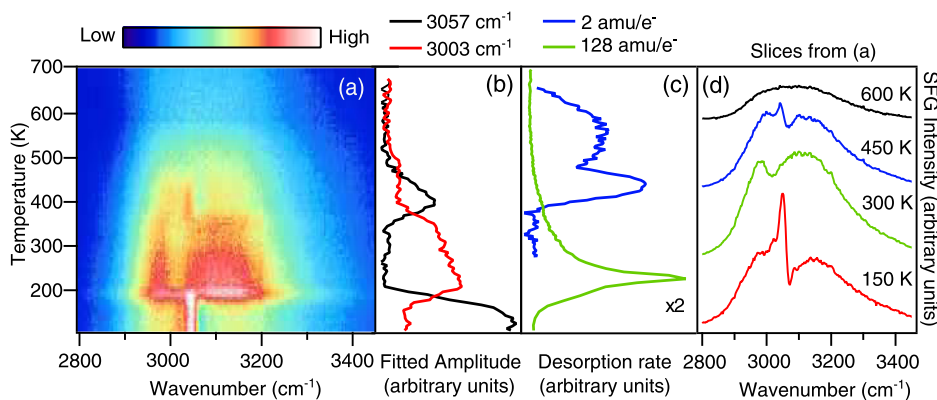 Low
High
3057 cm⁻¹
3003 cm⁻¹
2 amu/e⁻
128 amu/e⁻
Slices from (a)
(a)
(b)
(c)
(d)
700
600
500
400
300
200
Temperature (K)
x2
600 K
450 K
300 K
150 K
SFG Intensity (arbitrary units)
2800
3000
3200
3400
Wavenumber (cm⁻¹)
Fitted Amplitude
(arbitrary units)
Desorption rate
(arbitrary units)
2800
3000
3200
3400
Wavenumber (cm⁻¹)